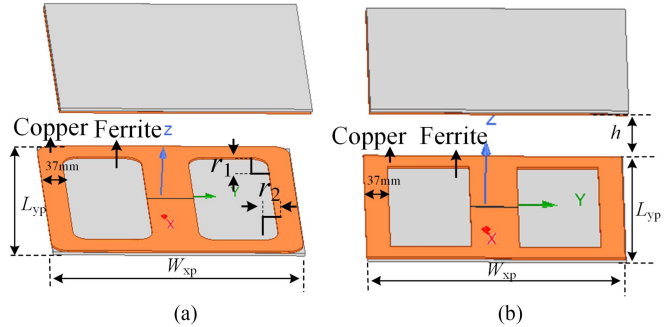 Copper Ferrite Z
37mm
r1
r2
Y
X
Lyp
Wxp
(a)
Z
h
Copper Ferrite
37mm
Y
X
Lyp
Wxp
(b)